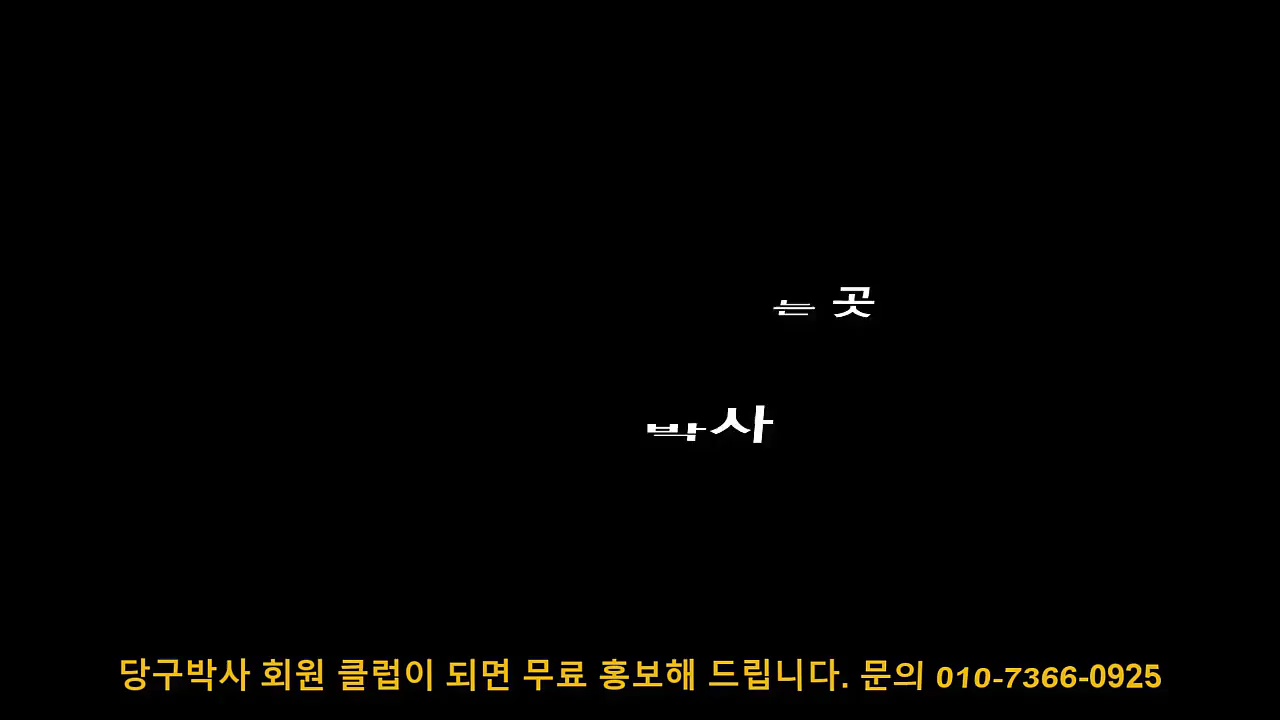 는 곳
박사
당구박사 회원 클럽이 되면 무료 홍보해 드립니다. 문의 010-7366-0925